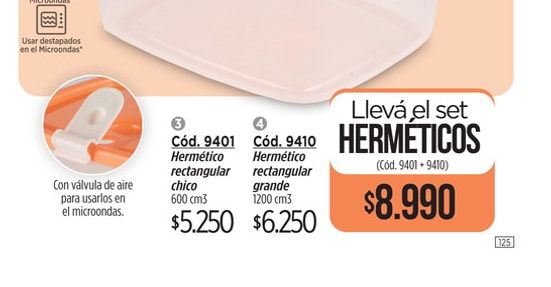 Microondas
Usar destapados
en el Microondas*
Con válvula de aire
para usarlos en
el microondas.
3
Cód. 9401
Hermético
rectangular
chico
600 cm3
$5.250
4
Cód. 9410
Hermético
rectangular
grande
1200 cm3
$6.250
Llevá el set
HERMÉTICOS
(Cód. 9401 + 9410)
$8.990
125